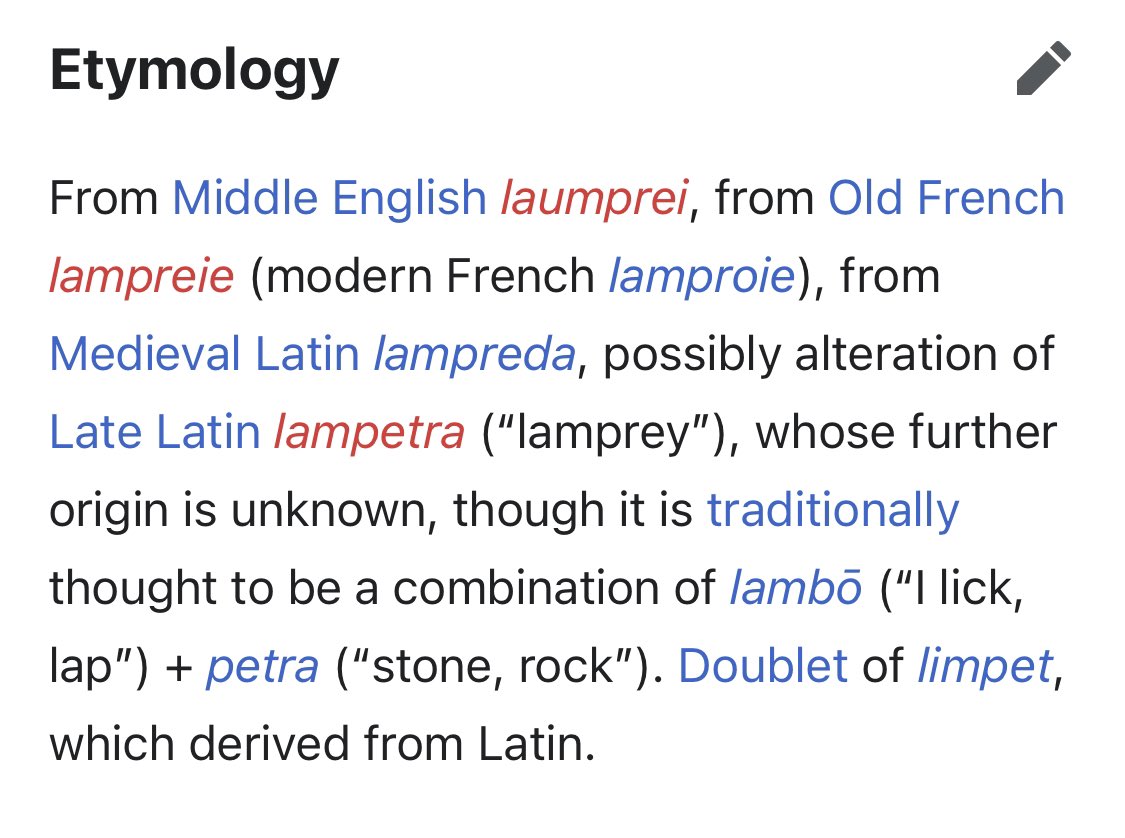 Etymology
From Middle English laumprei, from Old French
lampreie (modern French lamproie), from
Medieval Latin lampreda, possibly alteration of
Late Latin lampetra (“lamprey”), whose further
origin is unknown, though it is traditionally
thought to be a combination of lambō (“I lick,
lap”) + petra (“stone, rock”). Doublet of limpet,
which derived from Latin.